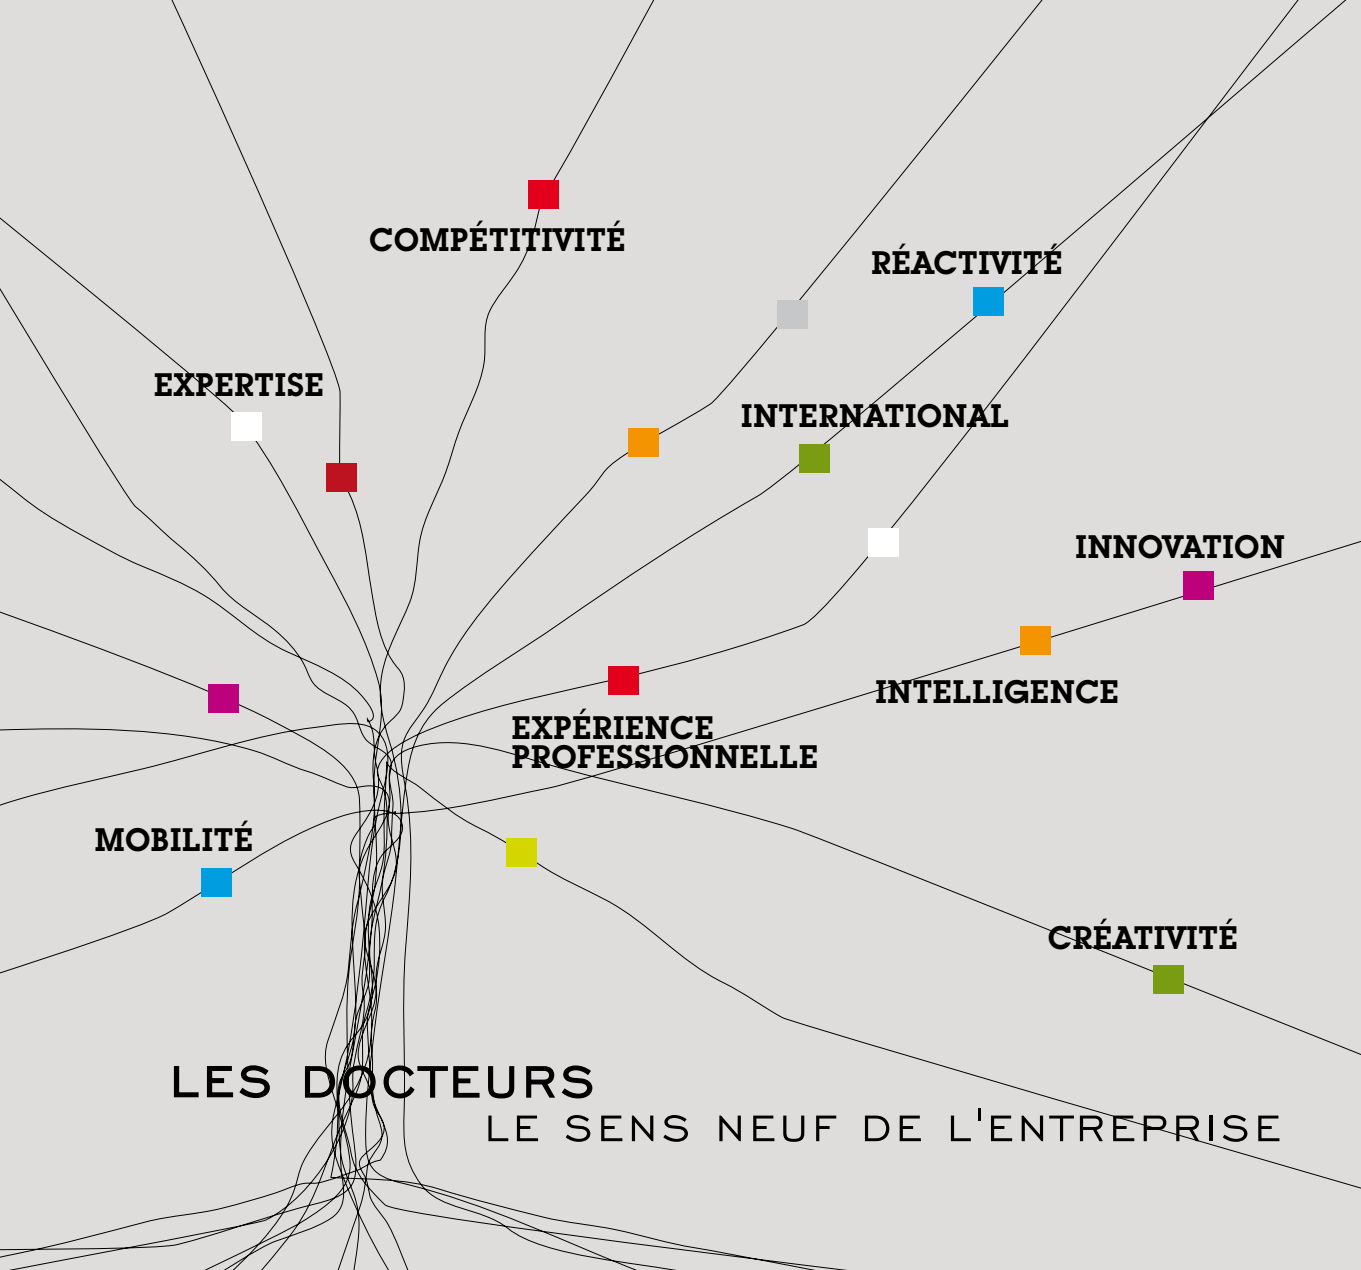 COMPÉTITIVITÉ
RÉACTIVITÉ
EXPERTISE
INTERNATIONAL
INNOVATION
INTELLIGENCE
EXPÉRIENCE
PROFESSIONNELLE
MOBILITÉ
CRÉATIVITÉ
LES DOCTEURS
LE SENS NEUF DE L'ENTREPRISE